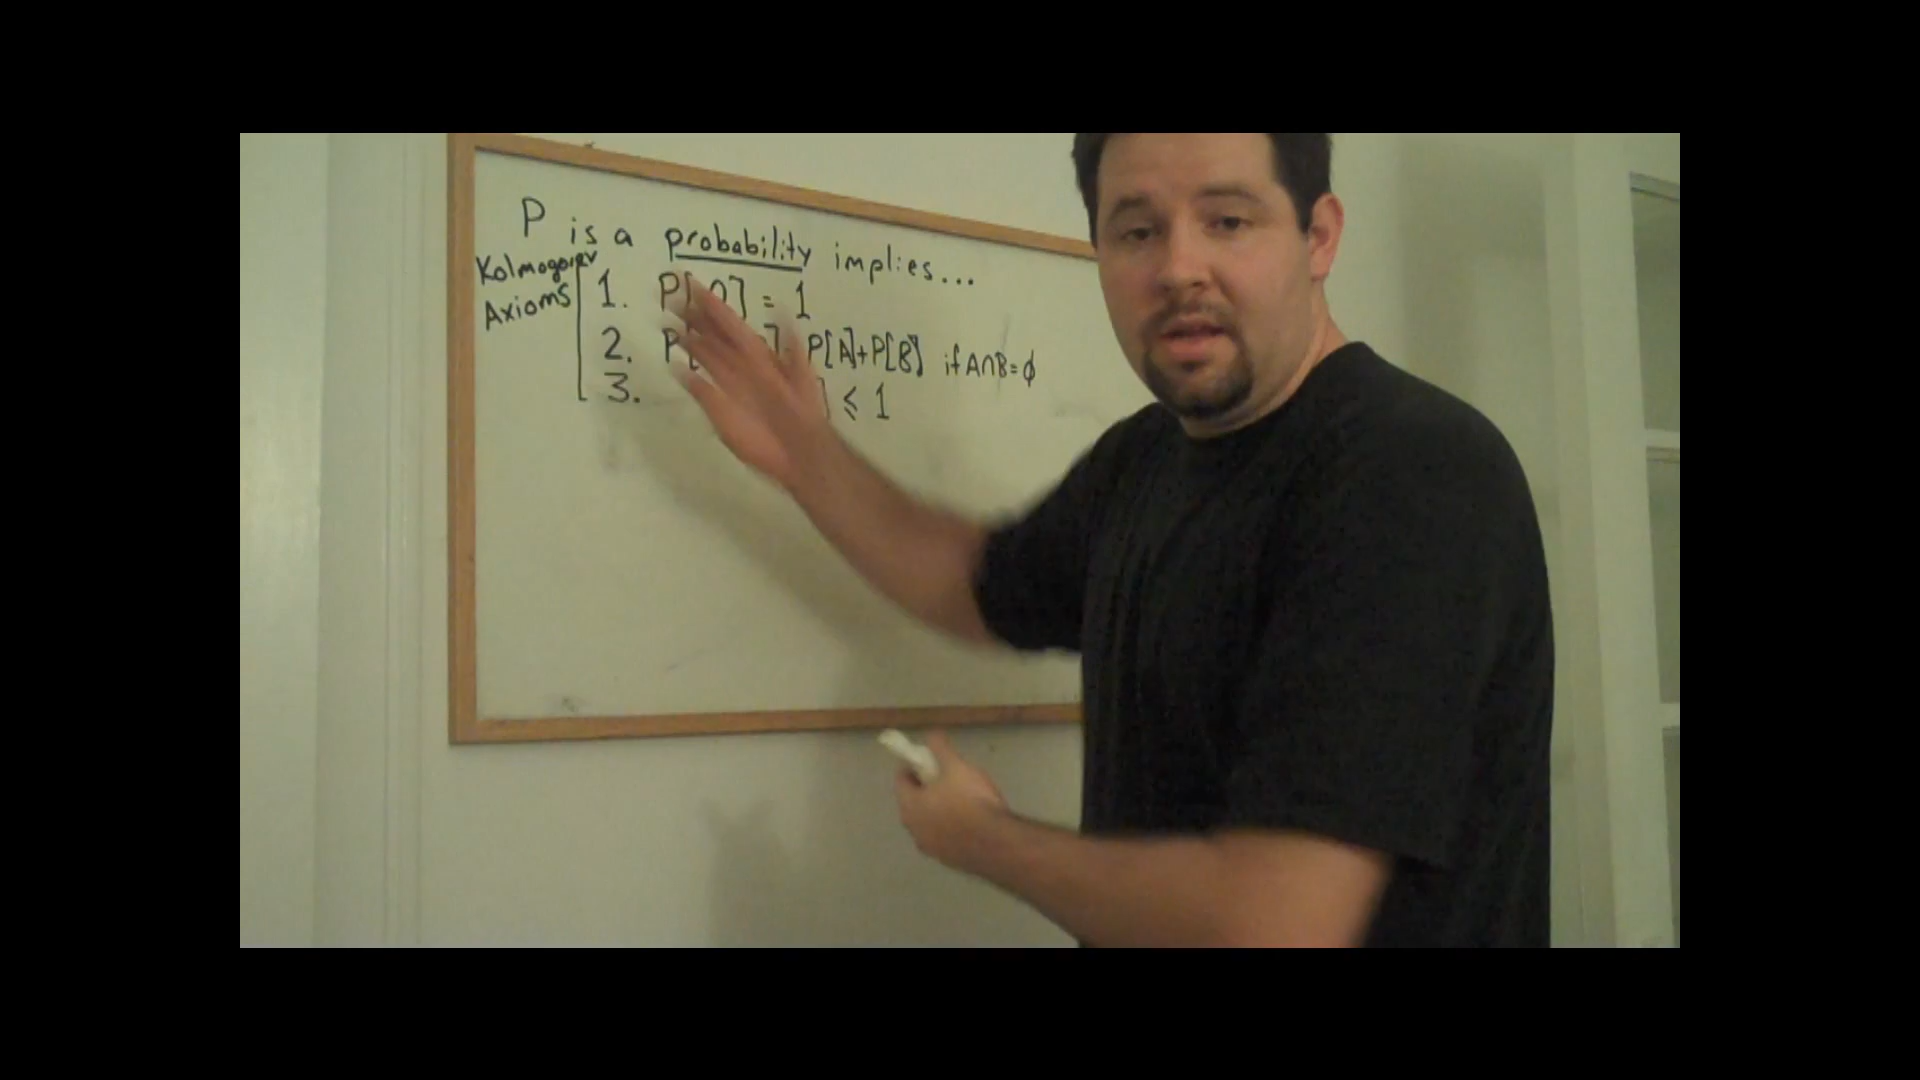 P is a probability implies...
Kolmogorov
Axioms
1. P[Ω] = 1
2. P[ ] P[A]+P[B] if A∩B=∅
3. ] ≤ 1